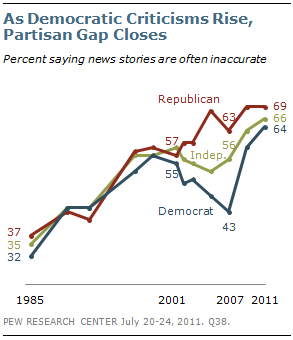 As Democratic Criticisms Rise,
Partisan Gap Closes
Percent saying news stories are often inaccurate
Republican
69
63
66
57
64
Indep.
56
55
Democrat
37
35
43
32
1985
2001
2007
2011
PEW RESEARCH CENTER July 20-24, 2011. Q38.